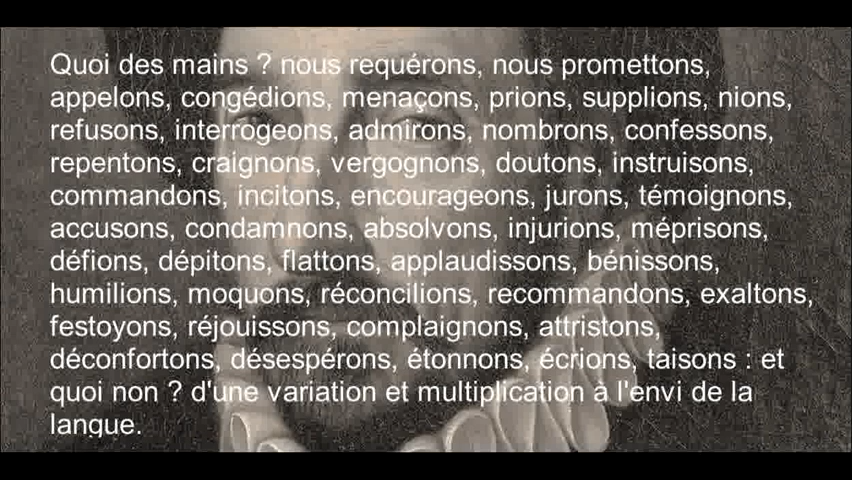 Quoi des mains ? nous requérons, nous promettons,
appelons, congédions, menaçons, prions, supplions, nions,
refusons, interrogeons, admirons, nombrons, confessons,
repentons, craignons, vergognons, doutons, instruisons,
commandons, incitons, encourageons, jurons, témoignons,
accusons, condamnons, absolvons, injurions, méprisons,
défions, dépitons, flattons, applaudissons, bénissons,
humilions, moquons, réconcilions, recommandons, exaltons,
festoyons, réjouissons, complaignons, attristons,
déconfortons, désespérons, étonnons, écrions, taisons : et
quoi non ? d'une variation et multiplication à l'envi de la
langue.